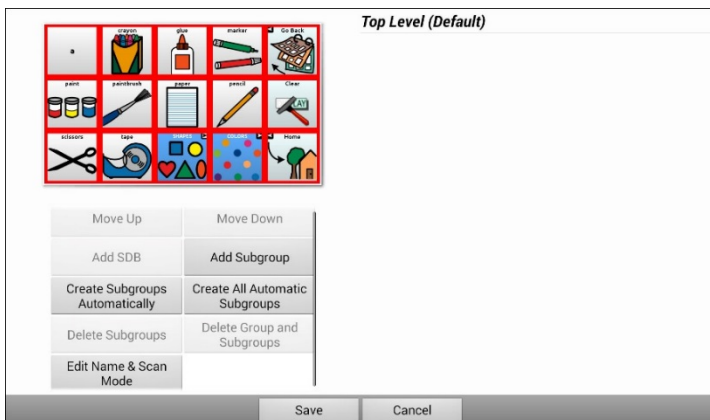 Top Level (Default)
a
crayon
glue
marker
Go Back
paint
paintbrush
paper
pencil
Clear
scissors
tape
SHAPES
COLORS
Home
Move Up
Move Down
Add SDB
Add Subgroup
Create Subgroups
Automatically
Create All Automatic
Subgroups
Delete Subgroups
Delete Group and
Subgroups
Edit Name & Scan
Mode
Save
Cancel